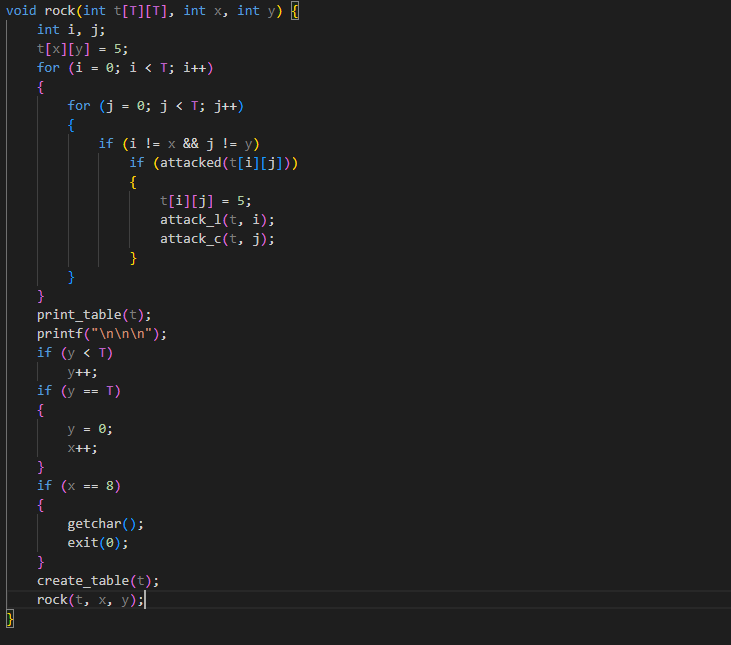 void rock(int t[T][T], int x, int y) {
    int i, j;
    t[x][y] = 5;
    for (i = 0; i < T; i++)
    {
        for (j = 0; j < T; j++)
        {
            if (i != x && j != y)
                if (attacked(t[i][j]))
                {
                    t[i][j] = 5;
                    attack_l(t, i);
                    attack_c(t, j);
                }
        }
    }
    print_table(t);
    printf("\n\n\n");
    if (y < T)
        y++;
    if (y == T)
    {
        y = 0;
        x++;
    }
    if (x == 8)
    {
        getchar();
        exit(0);
    }
    create_table(t);
    rock(t, x, y);
}